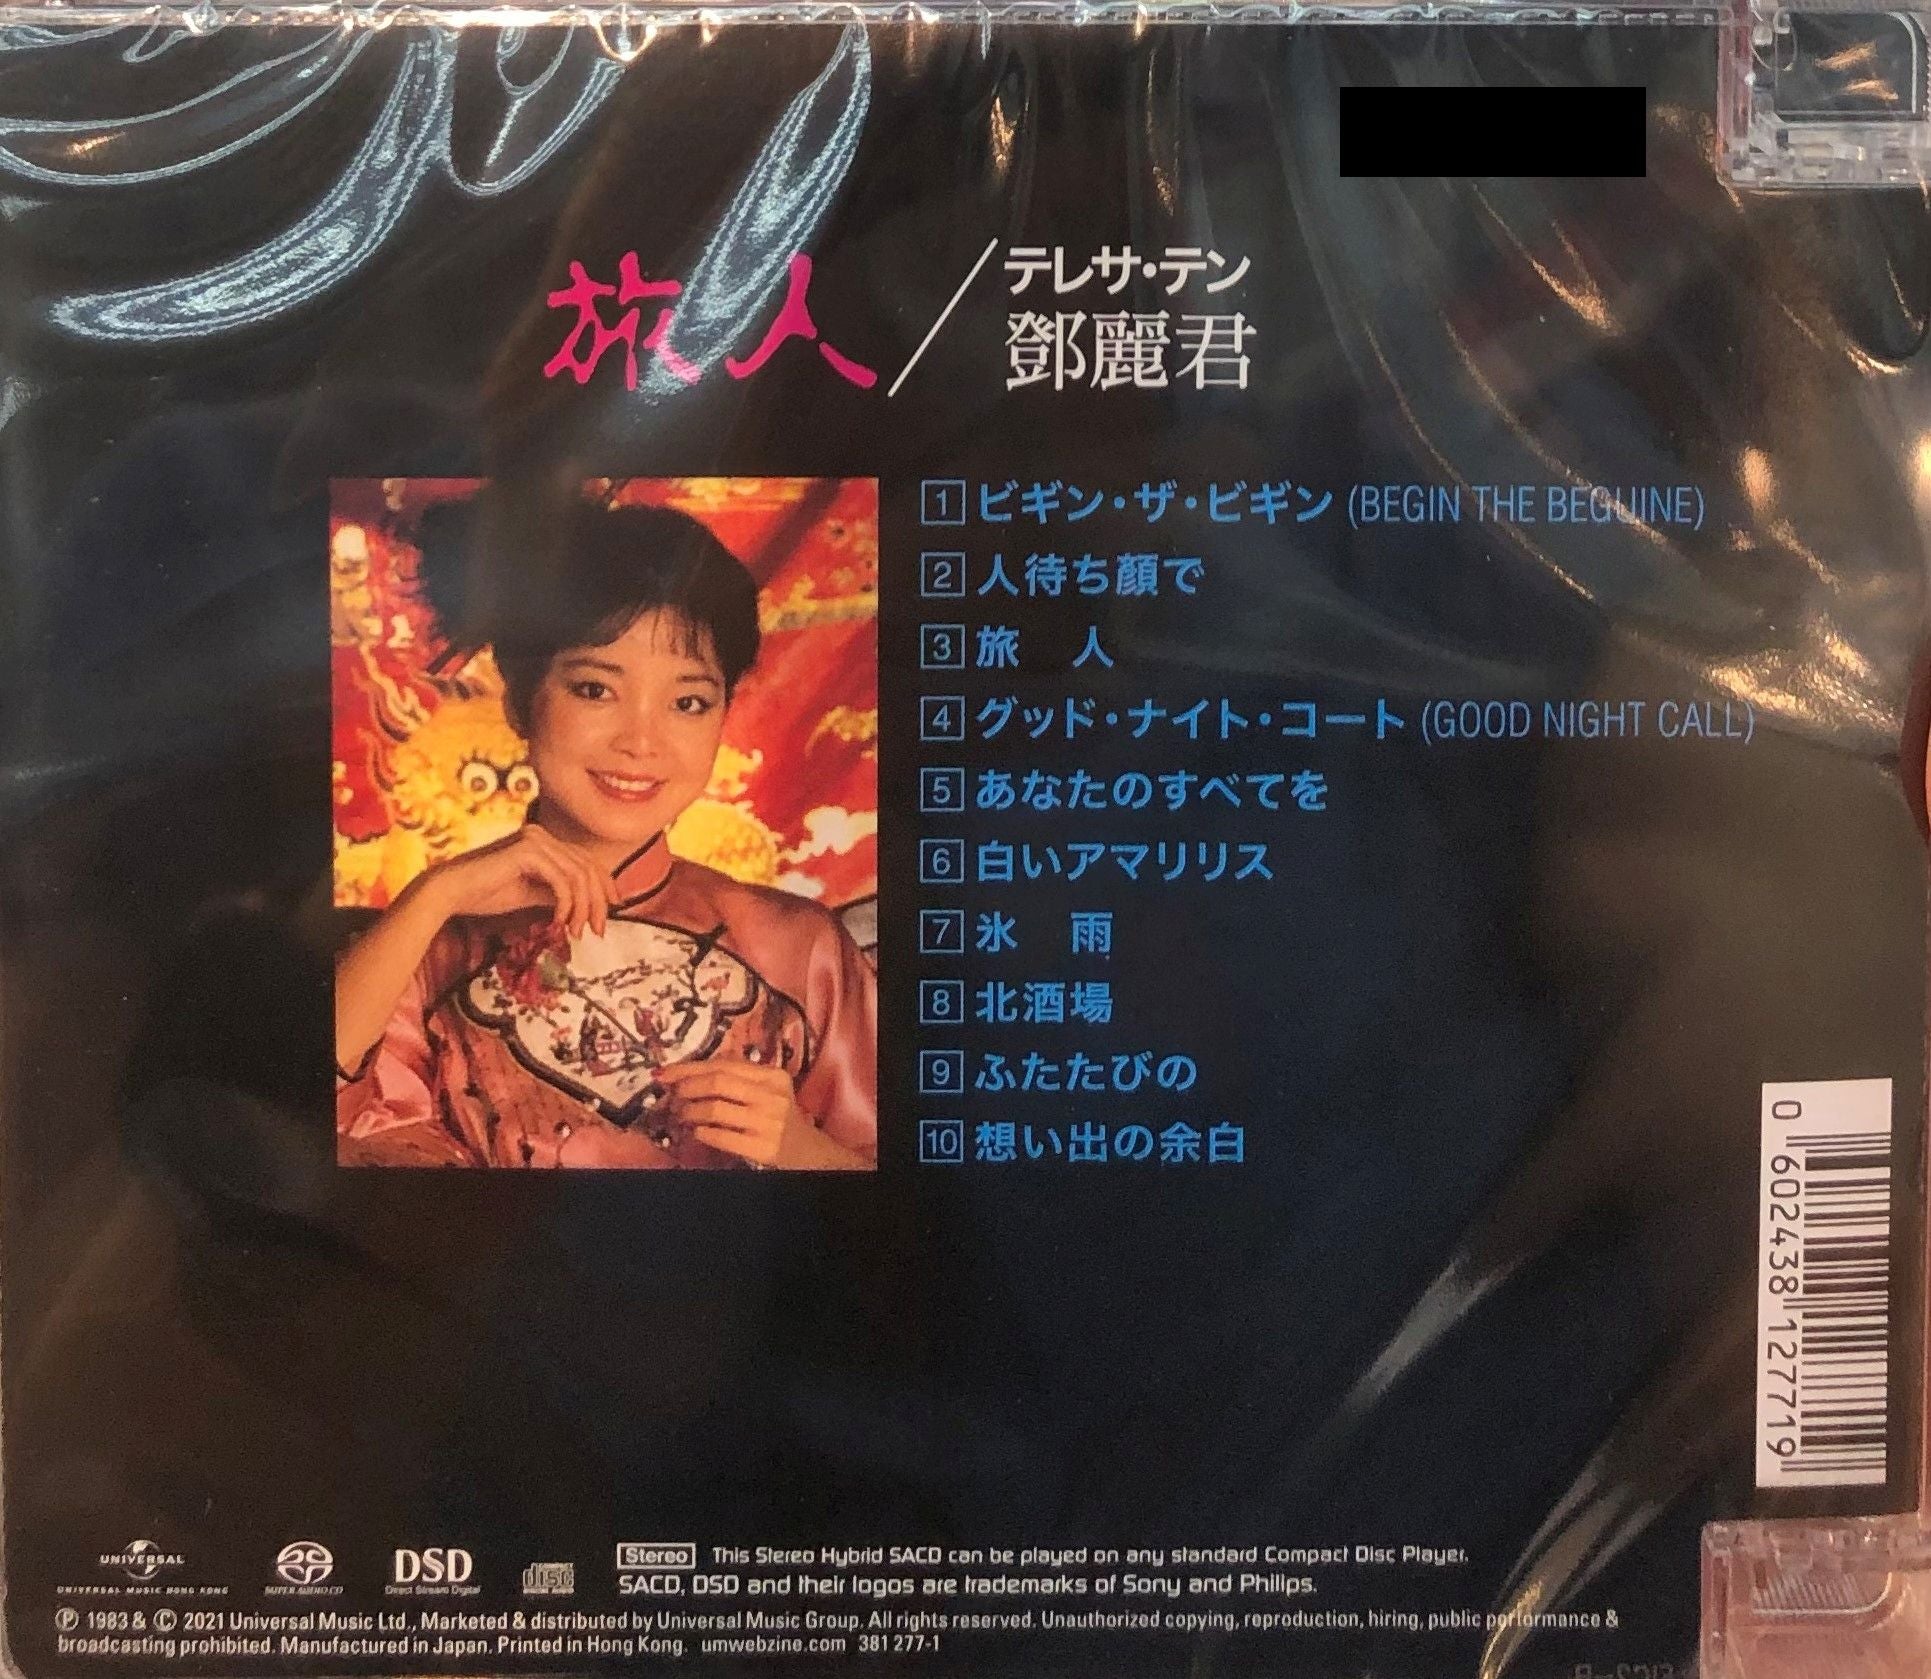 旅人／テレサ・テン
鄧麗君
1 ビギン・ザ・ビギン (BEGIN THE BEGUINE)
2 人待ち顔で
3 旅　人
4 グッド・ナイト・コート (GOOD NIGHT CALL)
5 あなたのすべてを
6 白いアマリリス
7 氷　雨
8 北酒場
9 ふたたびの
10 想い出の余白
0 602438 127719
UNIVERSAL
UNIVERSAL MUSIC HONG KONG
SUPER AUDIO CD
DSD
Direct Stream Digital
disc
Stereo This Stereo Hybrid SACD can be played on any standard Compact Disc Player.
SACD, DSD and their logos are trademarks of Sony and Philips.
Ⓟ 1983 & © 2021 Universal Music Ltd., Marketed & distributed by Universal Music Group. All rights reserved. Unauthorized copying, reproduction, hiring, public performance &
broadcasting prohibited. Manufactured in Japan. Printed in Hong Kong. umwebzine.com 381 277-1